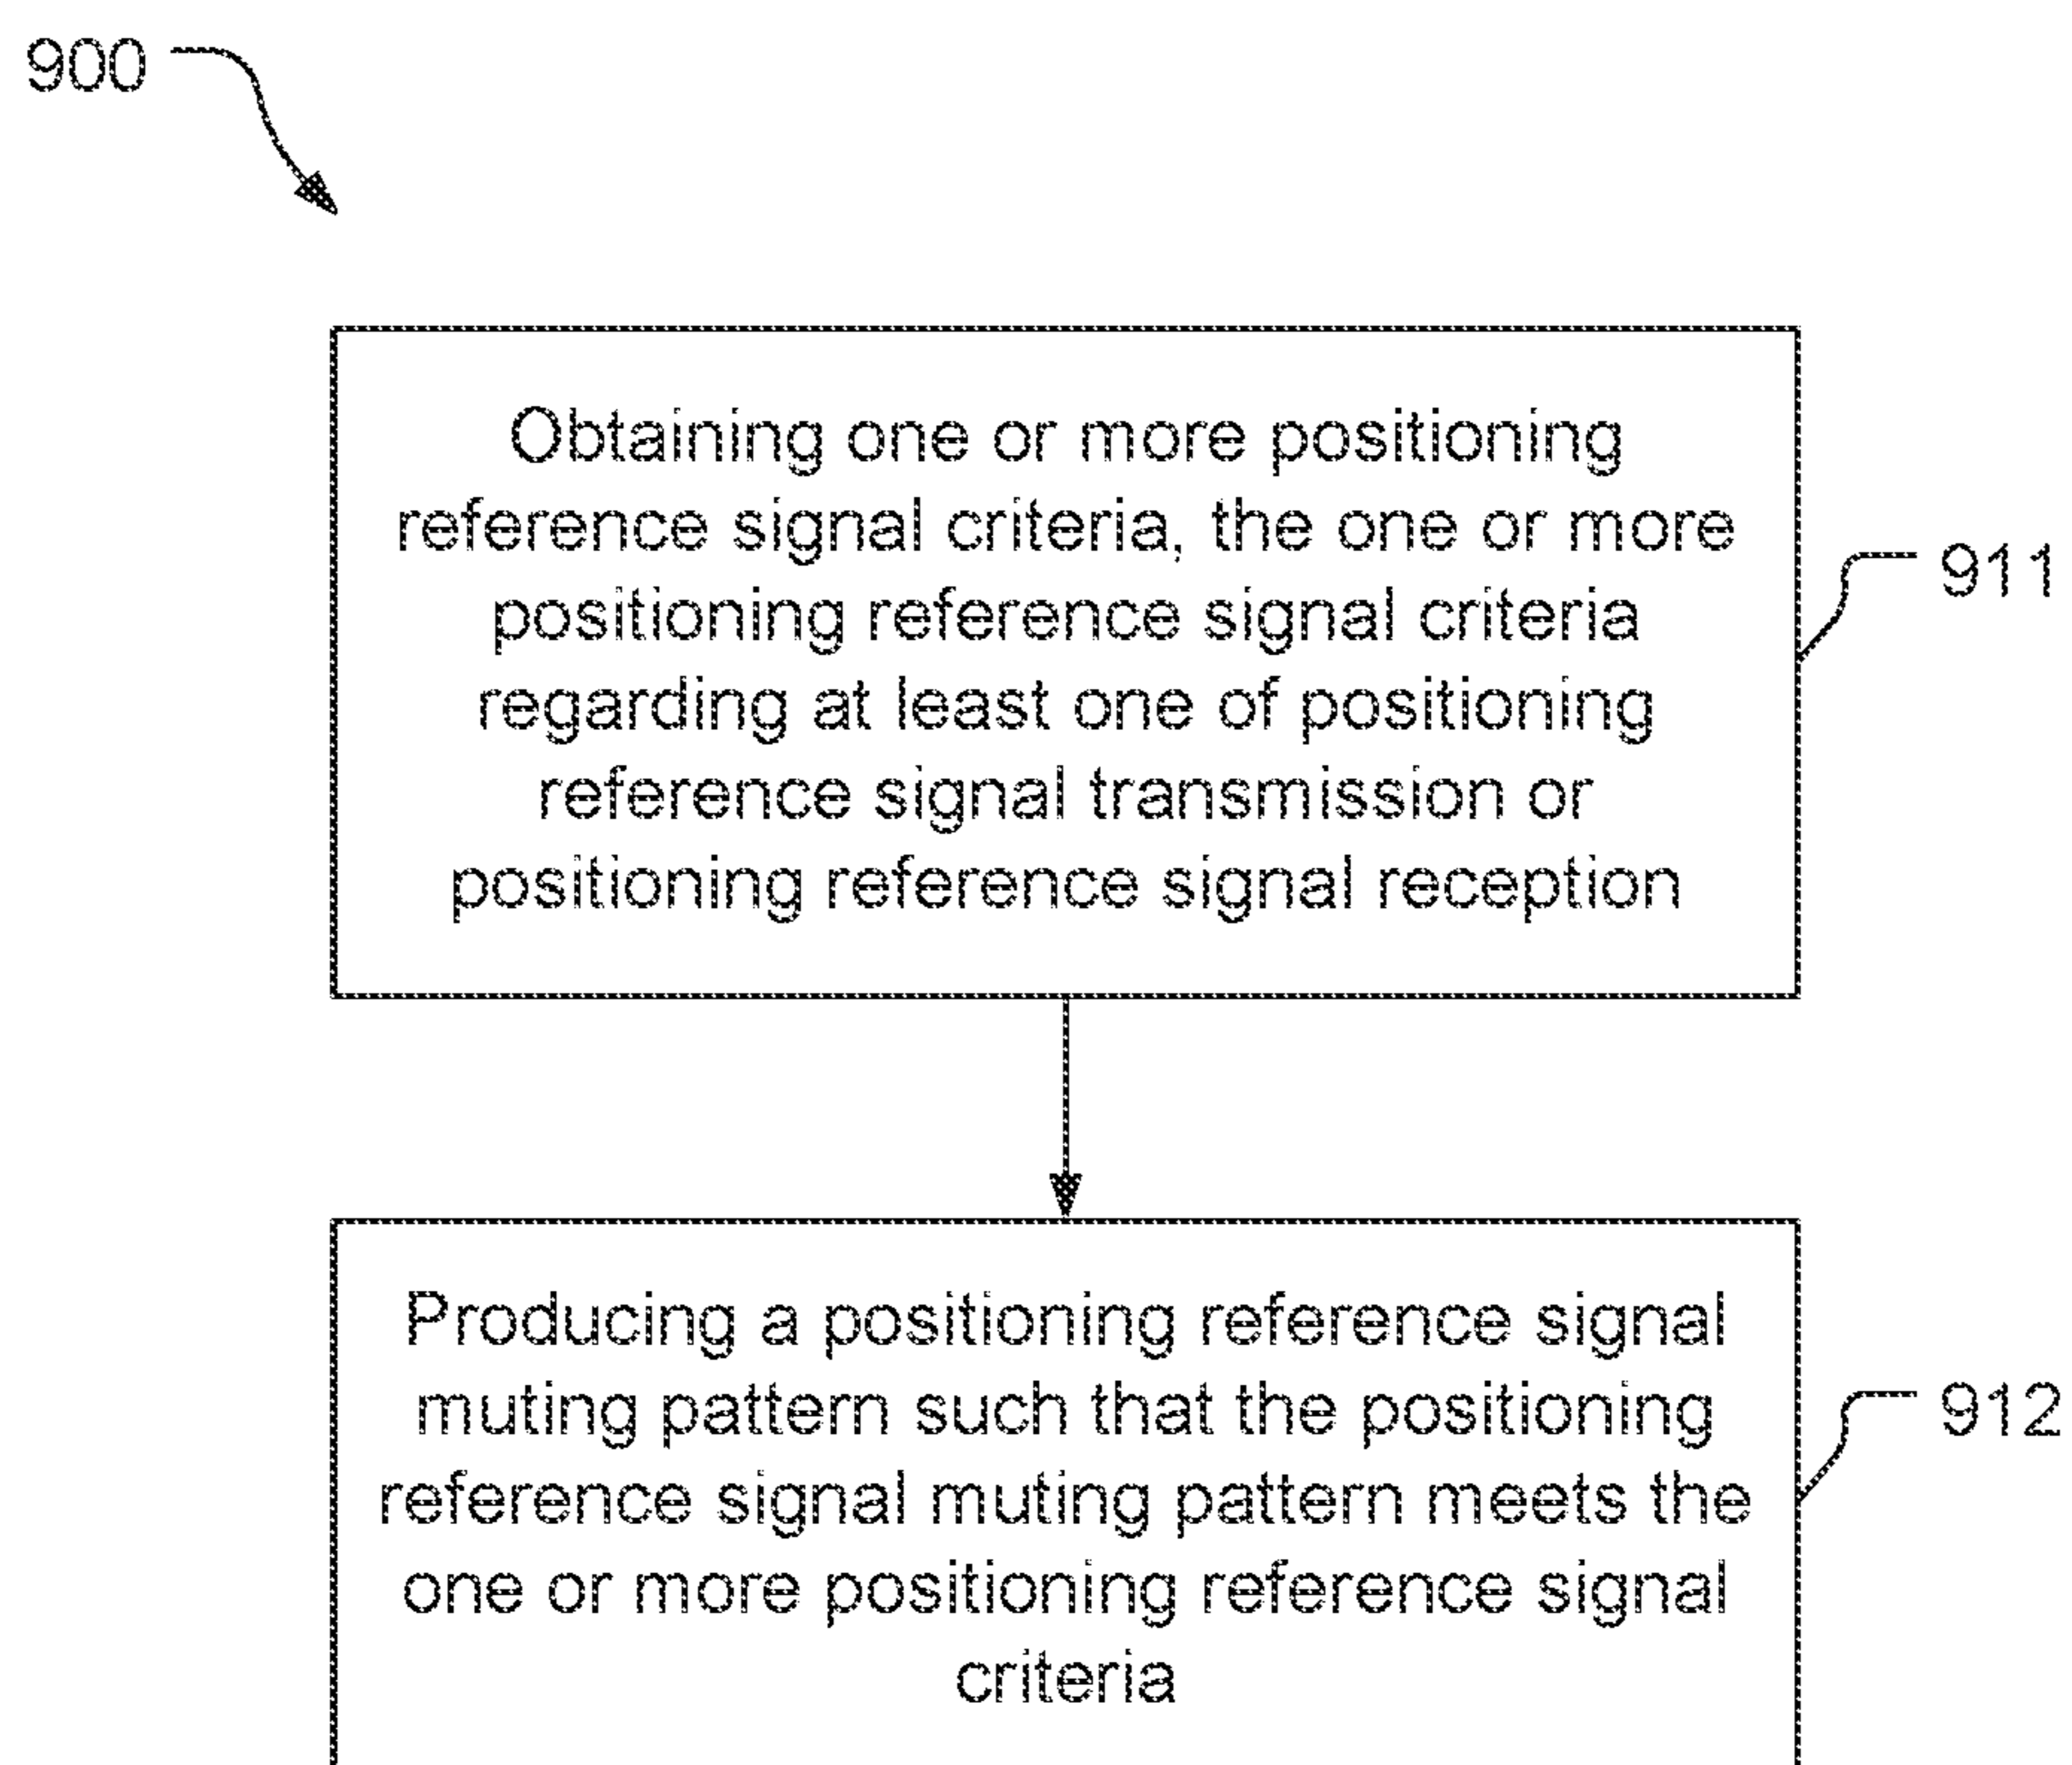 900
Obtaining one or more positioning
reference signal criteria, the one or more
positioning reference signal criteria
regarding at least one of positioning
reference signal transmission or
positioning reference signal reception
911
Producing a positioning reference signal
muting pattern such that the positioning
reference signal muting pattern meets the
one or more positioning reference signal
criteria
912